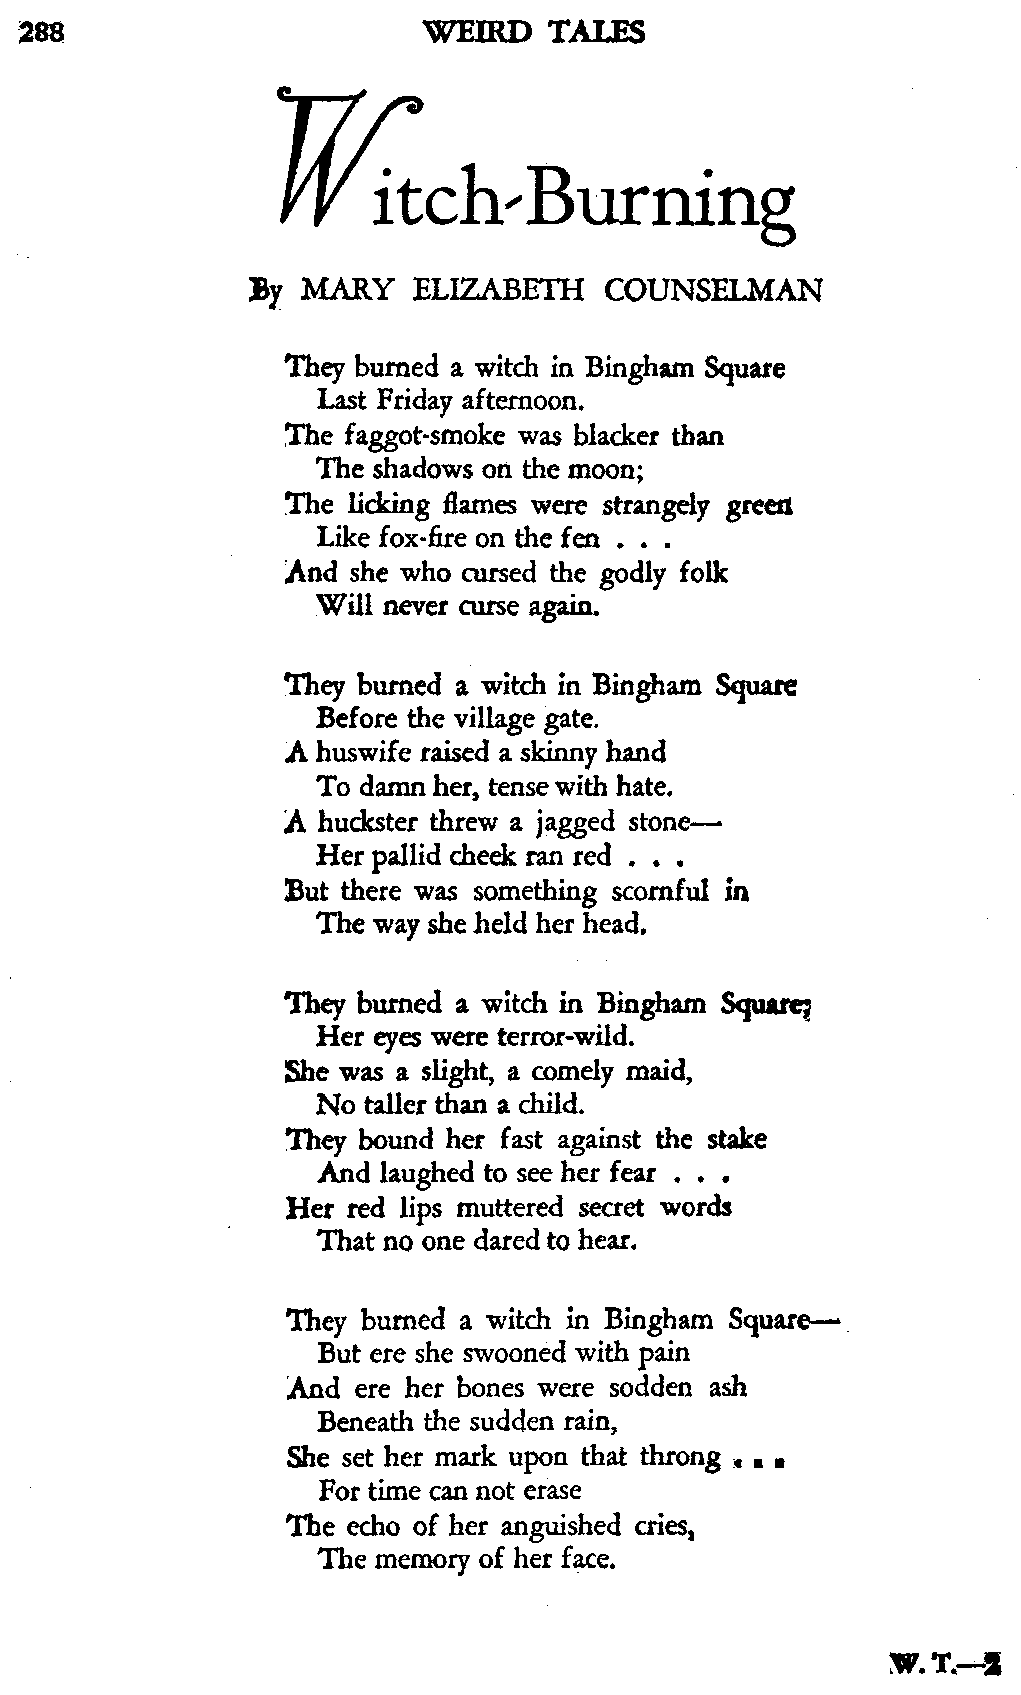 288
WEIRD TALES
Witch-Burning
By MARY ELIZABETH COUNSELMAN
They burned a witch in Bingham Square
Last Friday afternoon.
The faggot-smoke was blacker than
The shadows on the moon;
The licking flames were strangely green
Like fox-fire on the fen . . .
And she who cursed the godly folk
Will never curse again.
They burned a witch in Bingham Square
Before the village gate.
A huswife raised a skinny hand
To damn her, tense with hate.
A huckster threw a jagged stone—
Her pallid cheek ran red . . .
But there was something scornful in
The way she held her head.
They burned a witch in Bingham Square;
Her eyes were terror-wild.
She was a slight, a comely maid,
No taller than a child.
They bound her fast against the stake
And laughed to see her fear . . .
Her red lips muttered secret words
That no one dared to hear.
They burned a witch in Bingham Square—
But ere she swooned with pain
And ere her bones were sodden ash
Beneath the sudden rain,
She set her mark upon that throng . . .
For time can not erase
The echo of her anguished cries,
The memory of her face.
W. T.—2